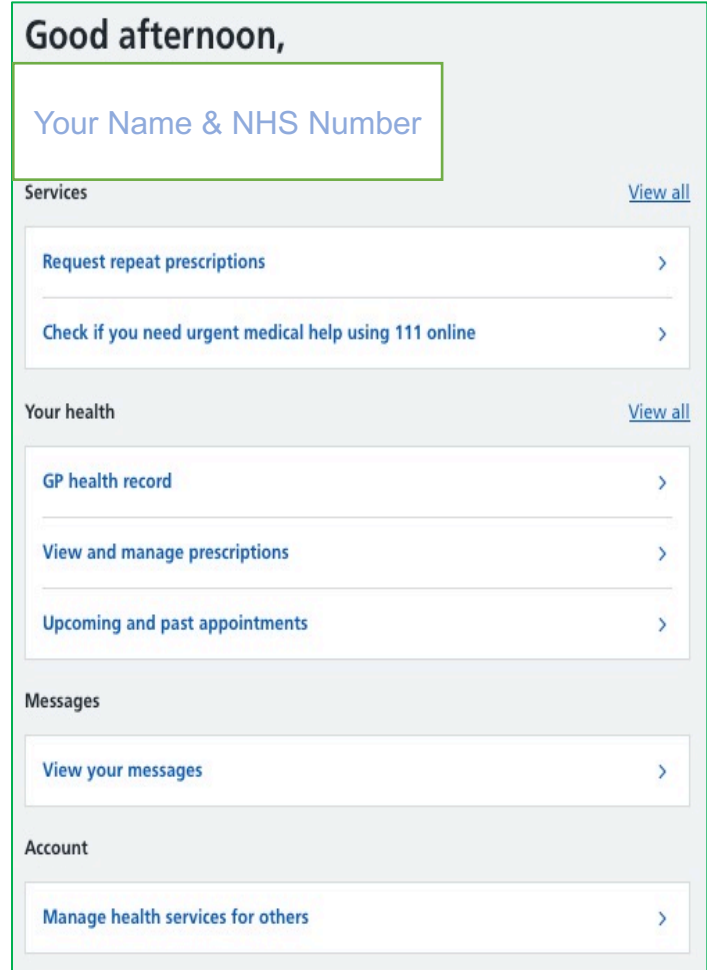 Good afternoon,
Your Name & NHS Number
Services View all
Request repeat prescriptions
Check if you need urgent medical help using 111 online
Your health View all
GP health record
View and manage prescriptions
Upcoming and past appointments
Messages
View your messages
Account
Manage health services for others